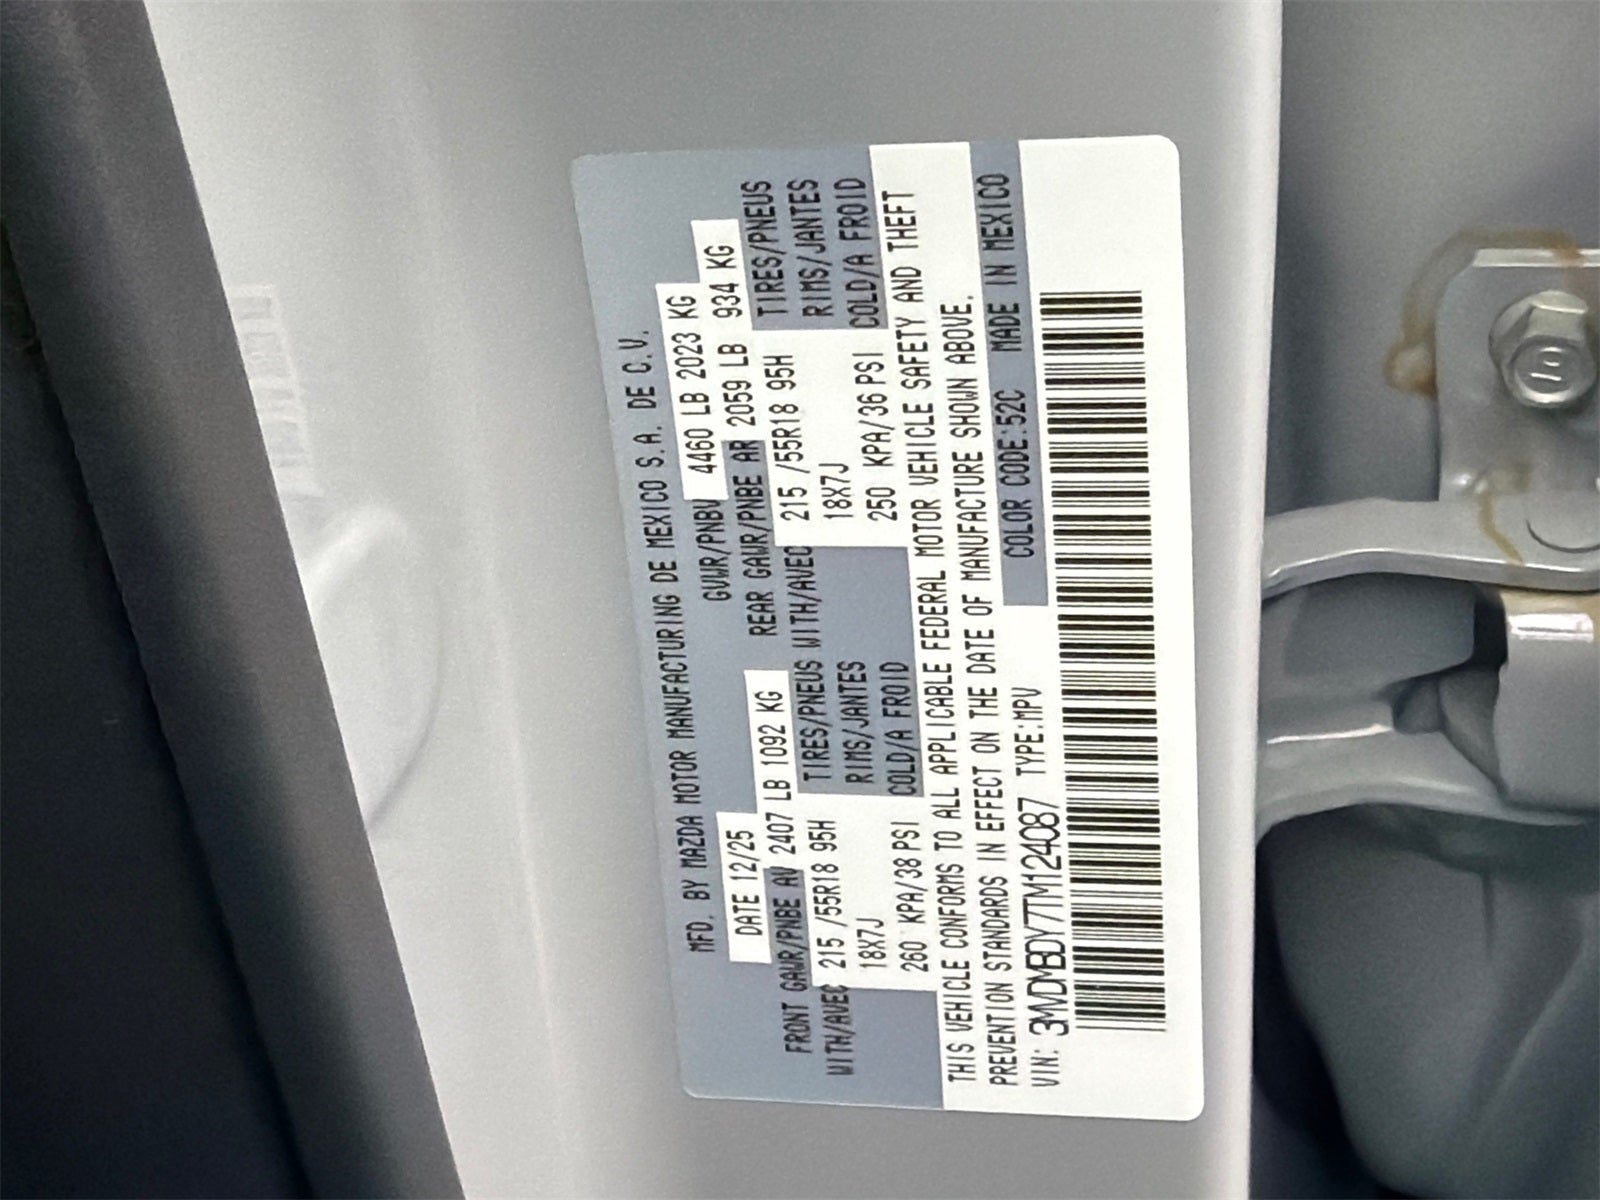 MFD. BY MAZDA MOTOR MANUFACTURING DE MEXICO S.A. DE C.V.
DATE 12/25 GVWR/PNBV 4460 LB 2023 KG
FRONT GAWR/PNBE AV 2407 LB 1092 KG REAR GAWR/PNBE AR 2059 LB 934 KG
WITH/AVEC 215 /55R18 95H TIRES/PNEUS WITH/AVEC 215 /55R18 95H TIRES/PNEUS
18X7J RIMS/JANTES 18X7J RIMS/JANTES
260 KPA/38 PSI COLD/A FROID 250 KPA/36 PSI COLD/A FROID
THIS VEHICLE CONFORMS TO ALL APPLICABLE FEDERAL MOTOR VEHICLE SAFETY AND THEFT
PREVENTION STANDARDS IN EFFECT ON THE DATE OF MANUFACTURE SHOWN ABOVE.
VIN: 3MVDMBDY7TM124087 TYPE:MPV COLOR CODE:52C MADE IN MEXICO